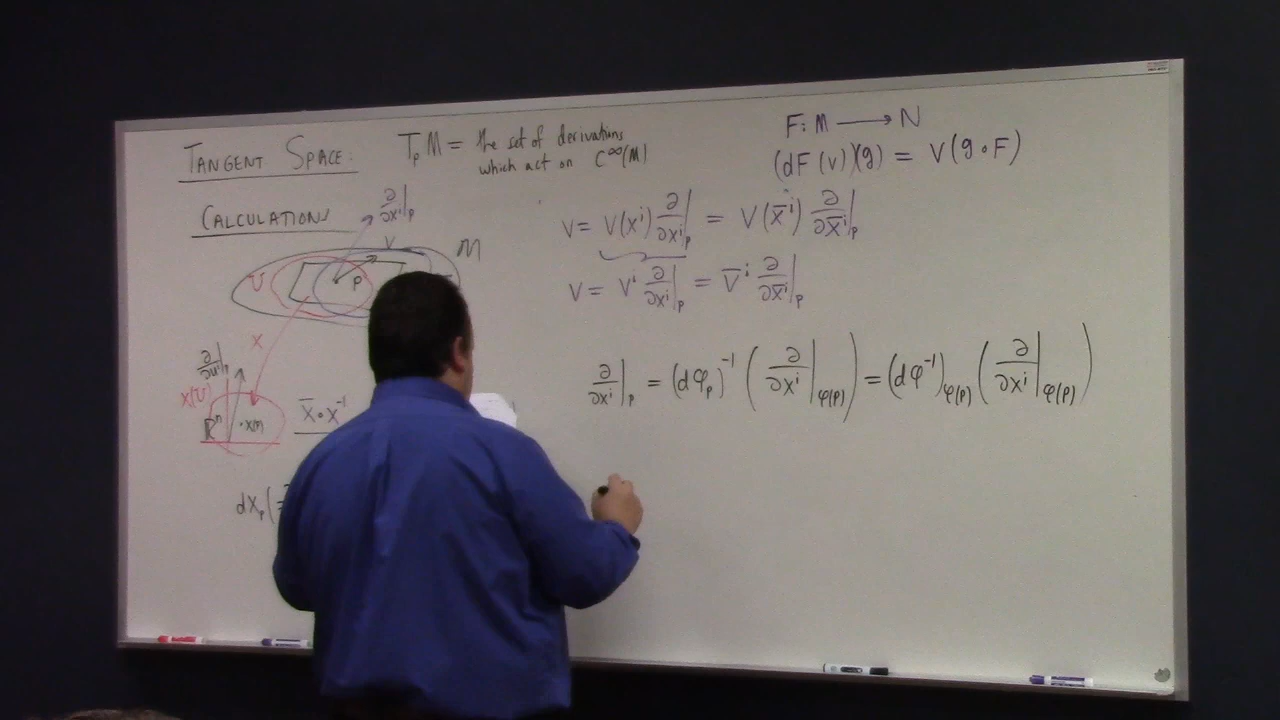 TANGENT SPACE:
T_p M = the set of derivations
which act on C^∞(M)
F: M ⟶ N
(dF(v))(g) = V(g∘F)
CALCULATIONS
∂/∂x^i|_p
V
M
U
P
x
∂/∂u^i|
x(U)
R^n
·x(p)
x̄∘x^{-1}
dx_p(
V = V(x^i) ∂/∂x^i|_p = V(x̄^i) ∂/∂x̄^i|_p
V = V^i ∂/∂x^i|_p = V̄^i ∂/∂x̄^i|_p
∂/∂x^i|_p = (dφ_p)^{-1} ( ∂/∂x^i|_{φ(p)} ) = (dφ^{-1})_{φ(p)} ( ∂/∂x^i|_{φ(p)} )